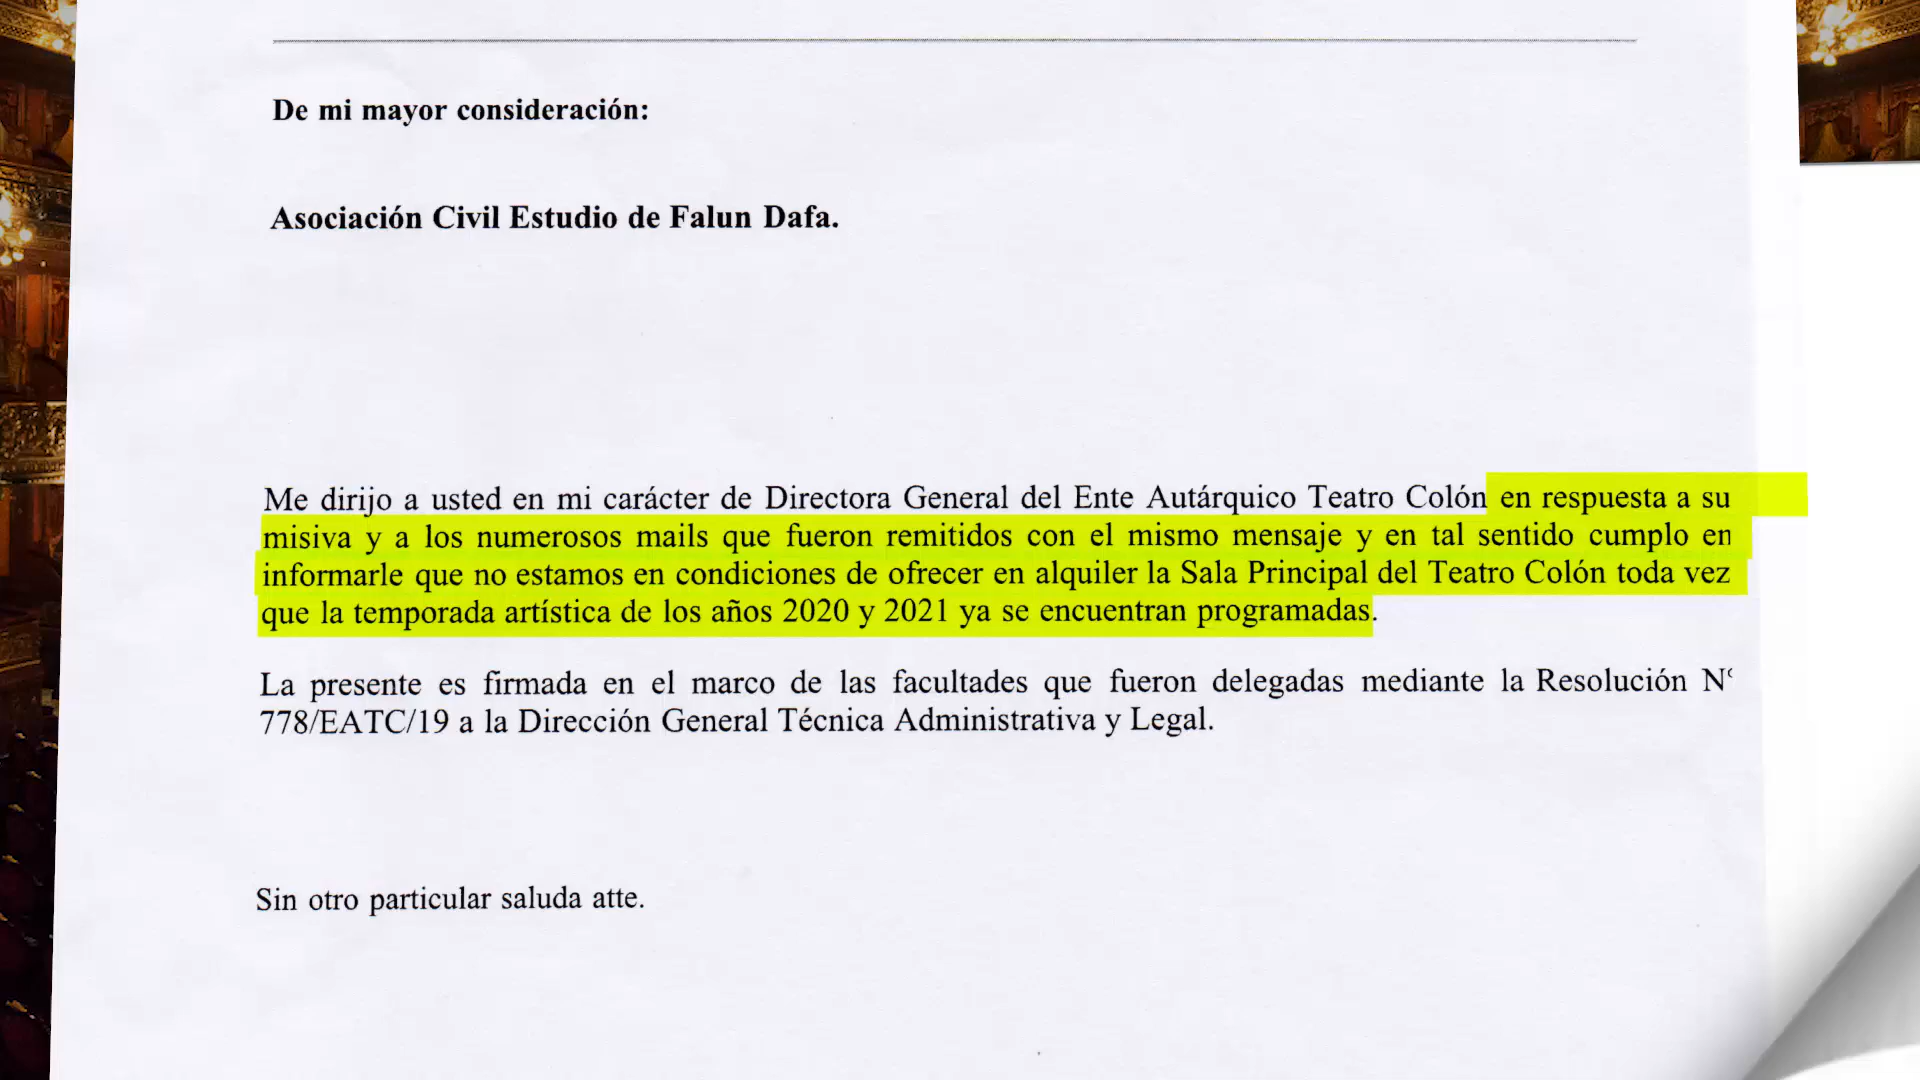 De mi mayor consideración:
Asociación Civil Estudio de Falun Dafa.
Me dirijo a usted en mi carácter de Directora General del Ente Autárquico Teatro Colón en respuesta a su
misiva y a los numerosos mails que fueron remitidos con el mismo mensaje y en tal sentido cumplo en
informarle que no estamos en condiciones de ofrecer en alquiler la Sala Principal del Teatro Colón toda vez
que la temporada artística de los años 2020 y 2021 ya se encuentran programadas.
La presente es firmada en el marco de las facultades que fueron delegadas mediante la Resolución N°
778/EATC/19 a la Dirección General Técnica Administrativa y Legal.
Sin otro particular saluda atte.